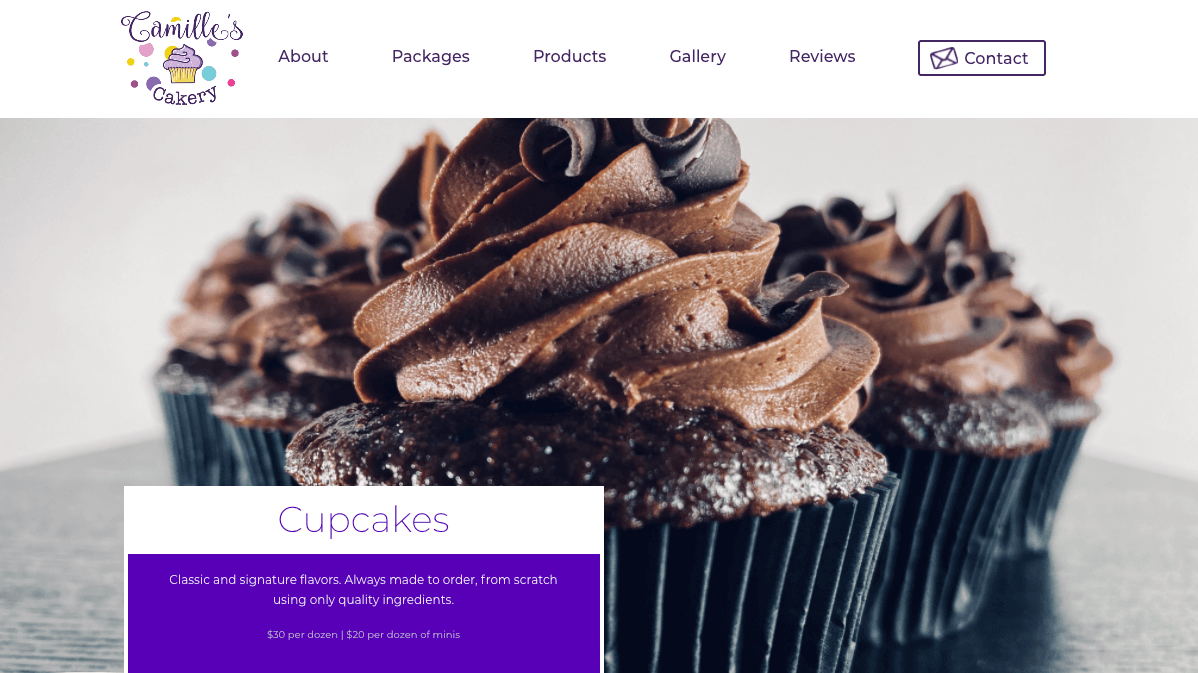 Camille's
Cakery
About
Packages
Products
Gallery
Reviews
Contact
Cupcakes
Classic and signature flavors. Always made to order, from scratch
using only quality ingredients.
$30 per dozen | $20 per dozen of minis